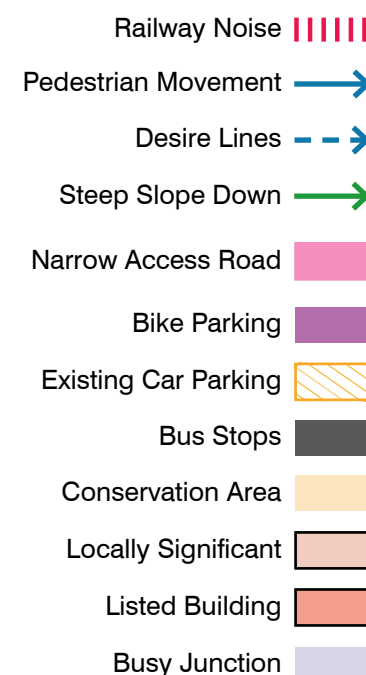 Railway Noise
Pedestrian Movement
Desire Lines
Steep Slope Down
Narrow Access Road
Bike Parking
Existing Car Parking
Bus Stops
Conservation Area
Locally Significant
Listed Building
Busy Junction